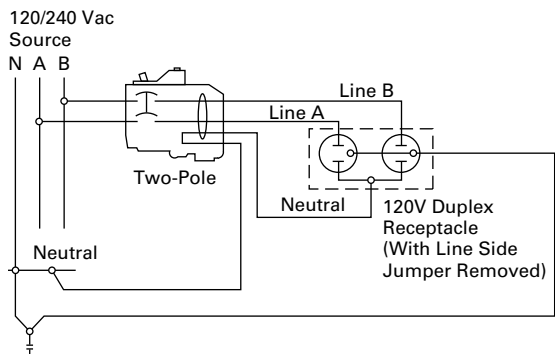 120/240 Vac
Source
N A B
Line B
Line A
Two-Pole
Neutral
120V Duplex
Receptacle
(With Line Side
Jumper Removed)
Neutral